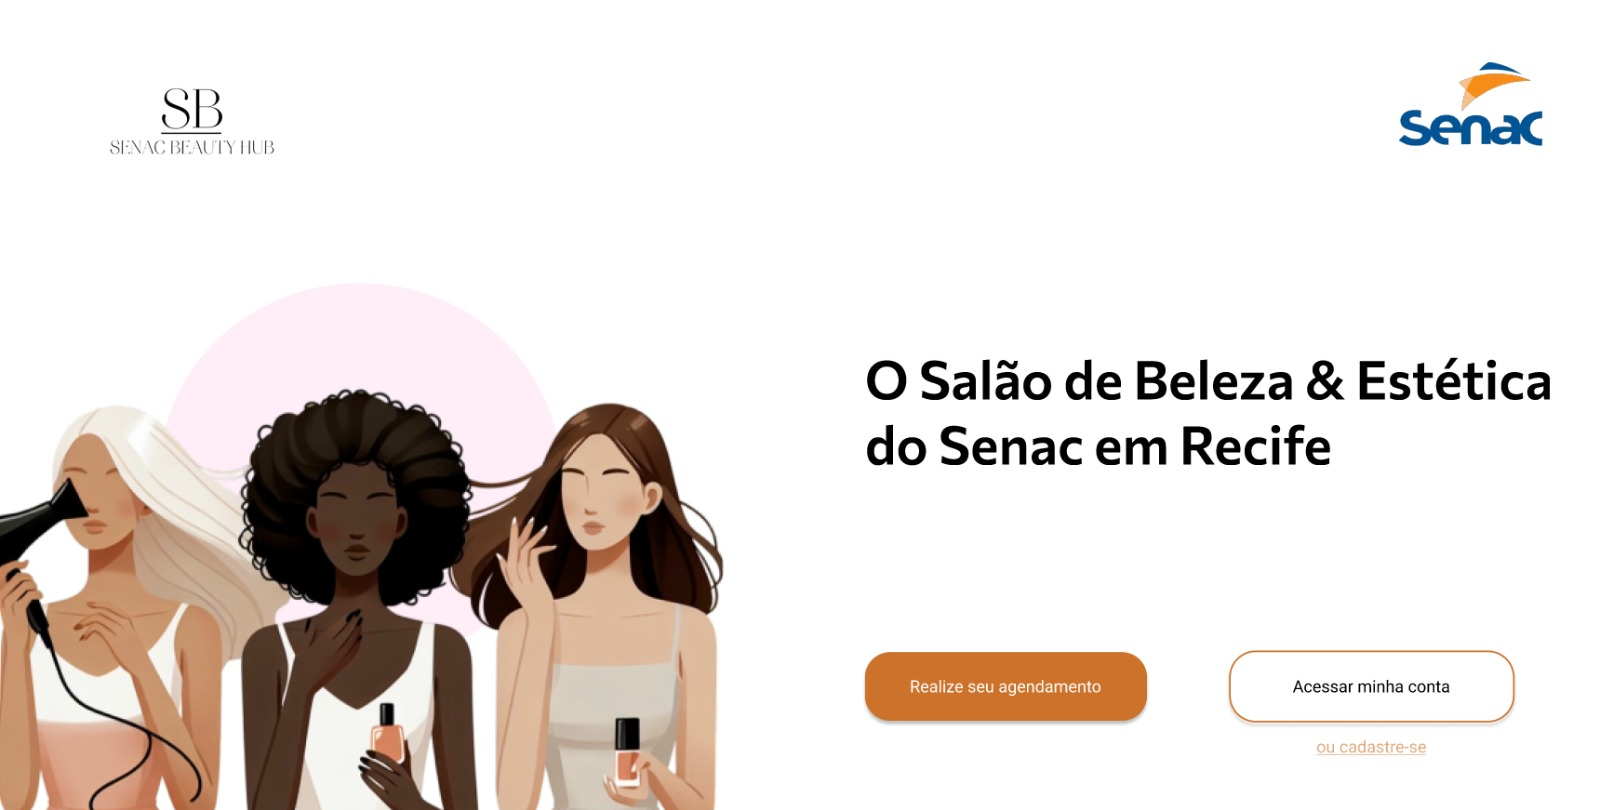 SB
SENAC BEAUTY HUB
Senac
O Salão de Beleza & Estética
do Senac em Recife
Realize seu agendamento
Acessar minha conta
ou cadastre-se